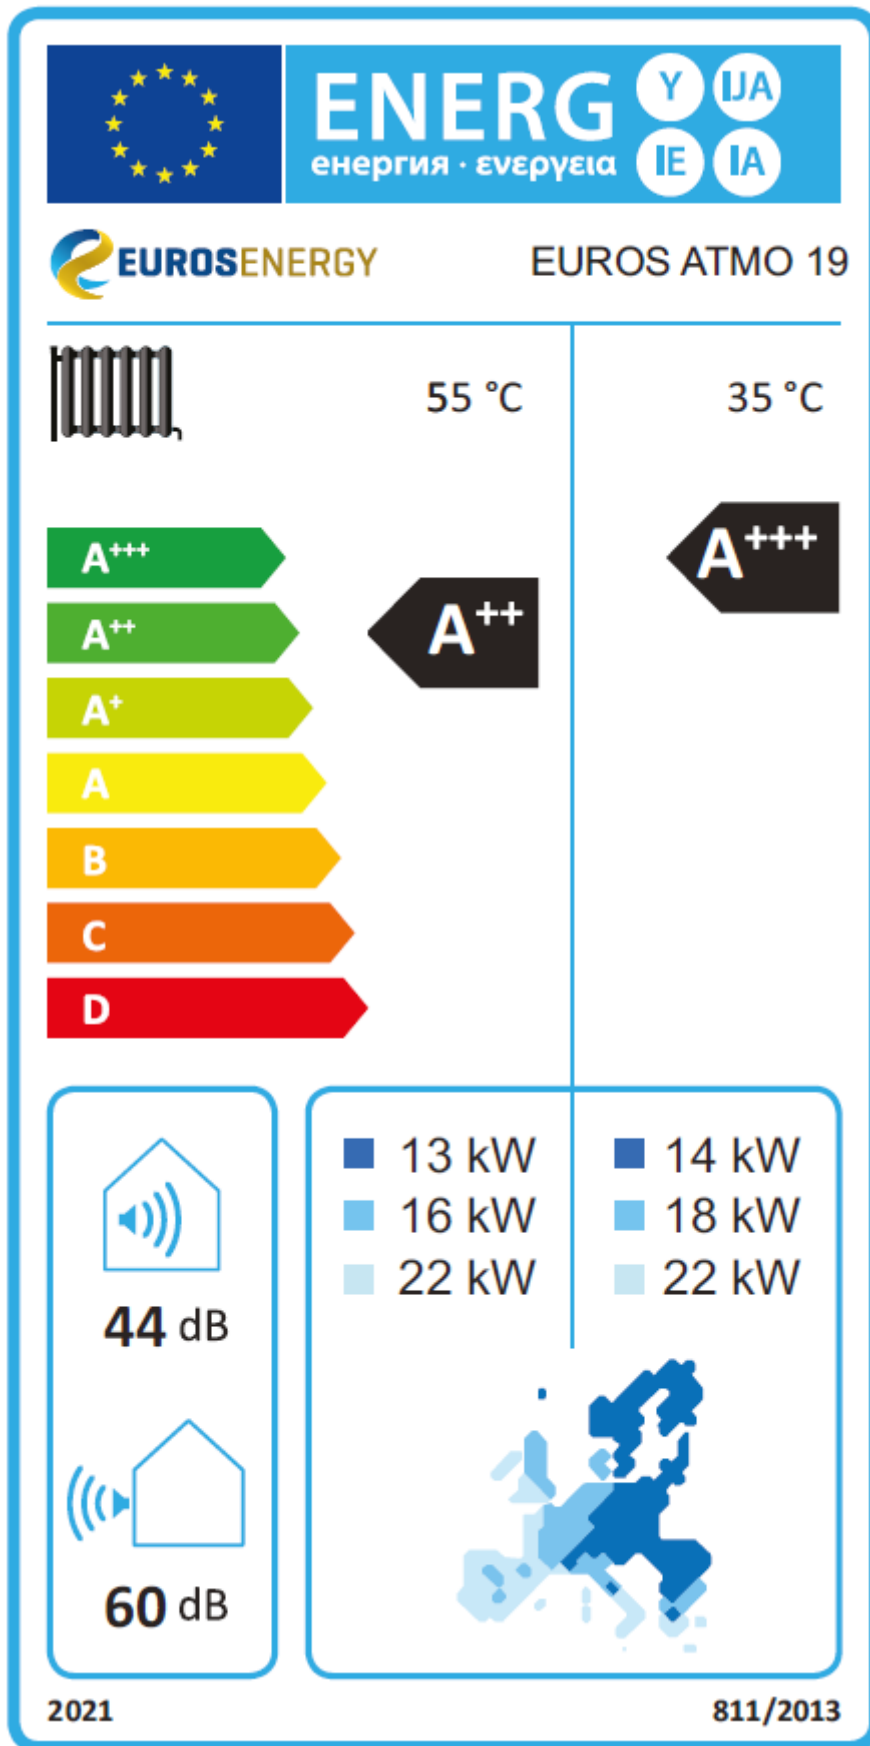 ENERG Y IJA
енергия · ενεργεια IE IA
EUROSENERGY EUROS ATMO 19
55 °C 35 °C
A+++ A+++
A++ A++
A+
A
B
C
D
13 kW 14 kW
16 kW 18 kW
22 kW 22 kW
44 dB
60 dB
2021 811/2013